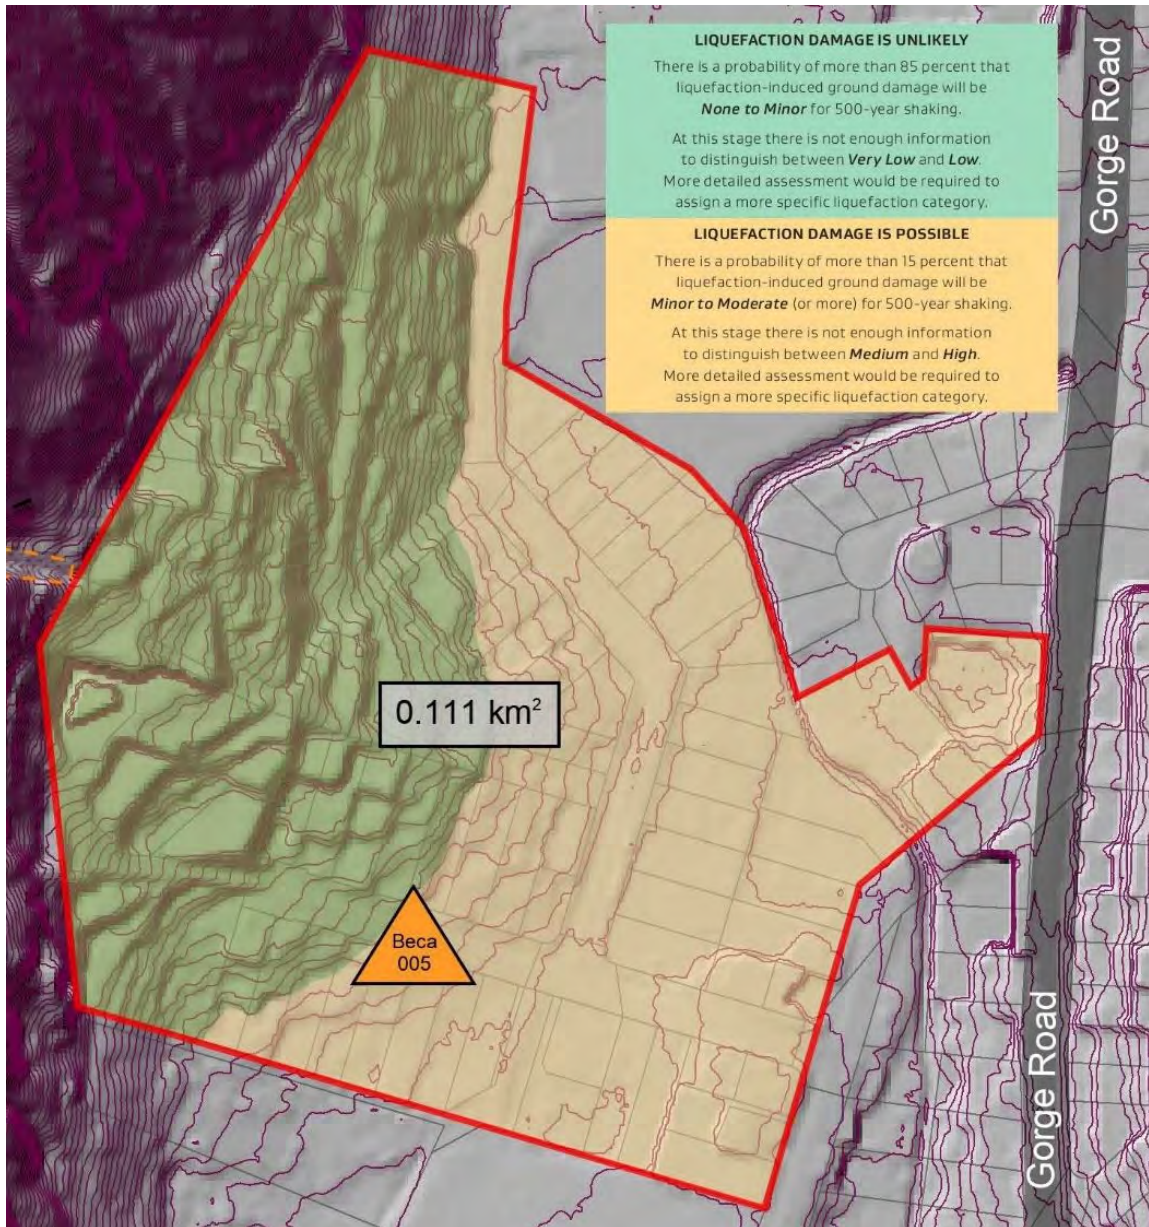 LIQUEFACTION DAMAGE IS UNLIKELY
There is a probability of more than 85 percent that
liquefaction-induced ground damage will be
None to Minor for 500-year shaking.
At this stage there is not enough information
to distinguish between Very Low and Low.
More detailed assessment would be required to
assign a more specific liquefaction category.
LIQUEFACTION DAMAGE IS POSSIBLE
There is a probability of more than 15 percent that
liquefaction-induced ground damage will be
Minor to Moderate (or more) for 500-year shaking.
At this stage there is not enough information
to distinguish between Medium and High.
More detailed assessment would be required to
assign a more specific liquefaction category.
Gorge Road
0.111 km²
Beca
005
Gorge Road